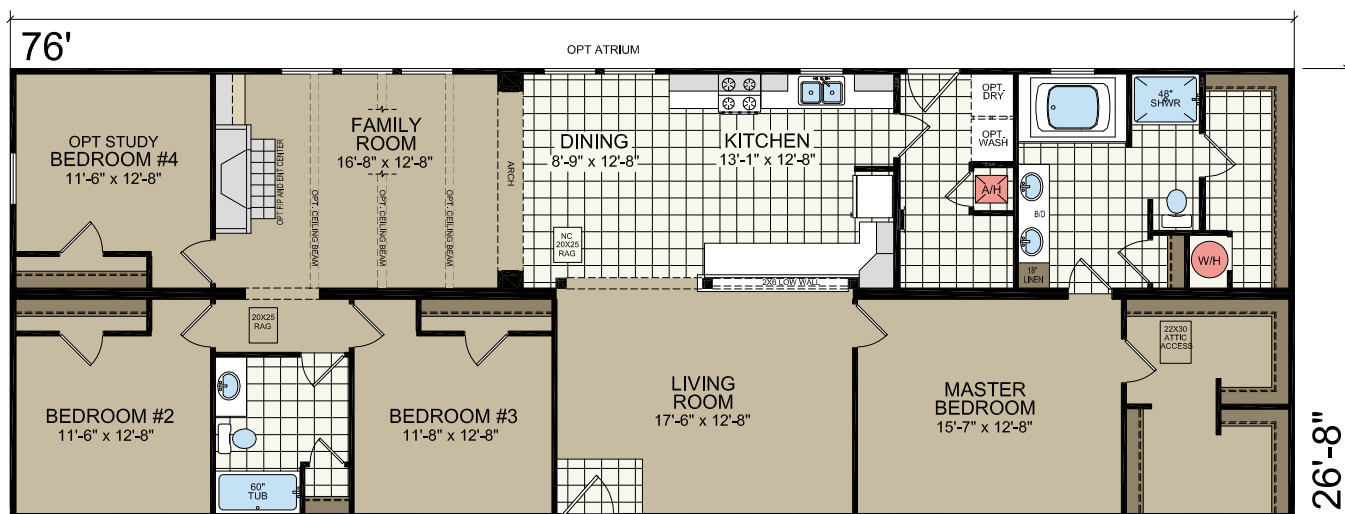 76'
OPT ATRIUM
OPT STUDY
BEDROOM #4
11'-6" x 12'-8"
OPT F/P AND ENT CENTER
FAMILY
ROOM
16'-8" x 12'-8"
OPT. CEILING BEAM
OPT. CEILING BEAM
OPT. CEILING BEAM
ARCH
DINING
8'-9" x 12'-8"
KITCHEN
13'-1" x 12'-8"
NC
20X25
RAG
2X6 LOW WALL
OPT.
DRY
OPT.
WASH
A/H
B/D
18"
LINEN
48"
SHWR
W/H
20X25
RAG
22X30
ATTIC
ACCESS
BEDROOM #2
11'-6" x 12'-8"
60"
TUB
BEDROOM #3
11'-8" x 12'-8"
LIVING
ROOM
17'-6" x 12'-8"
MASTER
BEDROOM
15'-7" x 12'-8"
26'-8"